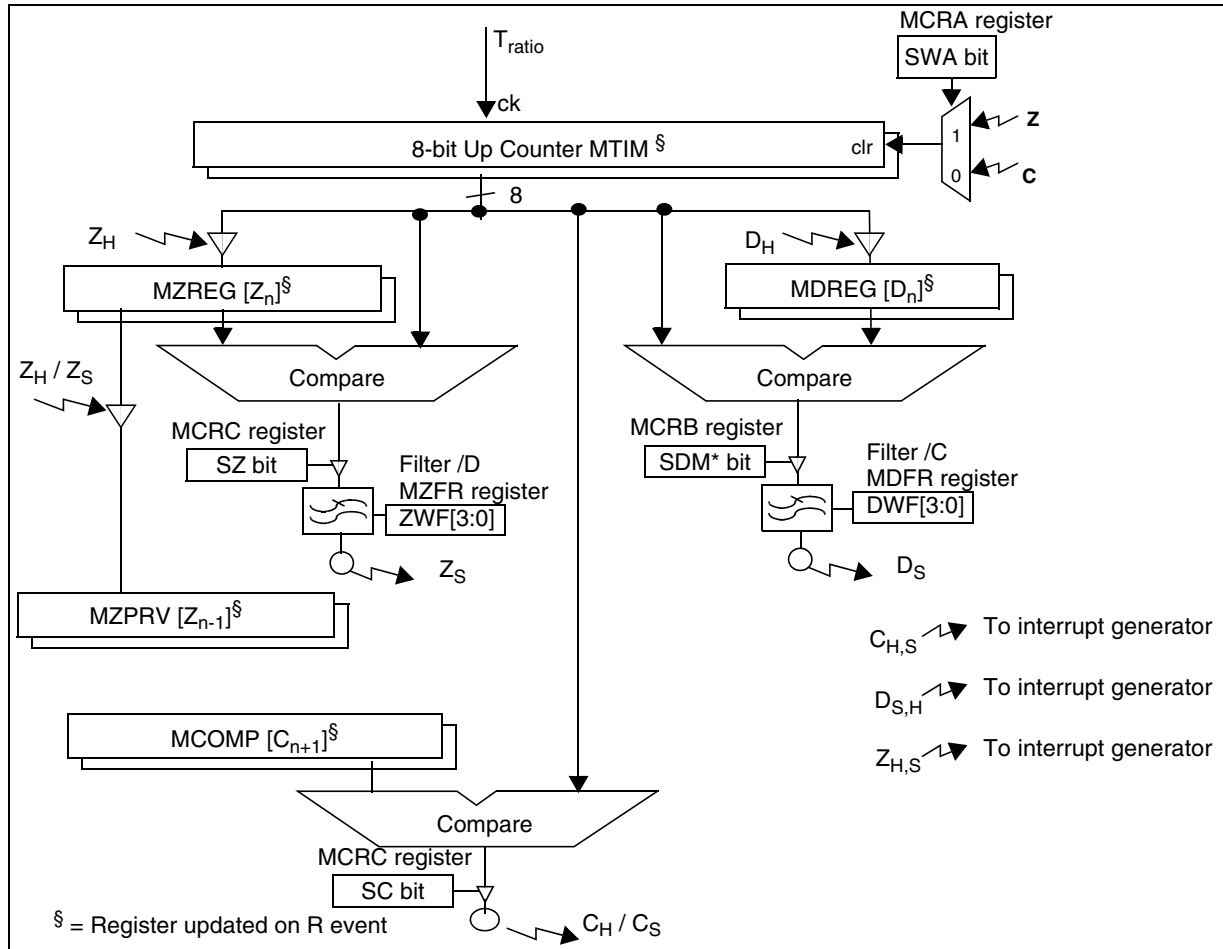 MCRA register
T_ratio
SWA bit
ck
Z
8-bit Up Counter MTIM §
clr
1
0
C
8
Z_H
D_H
MZREG [Z_n]§
MDREG [D_n]§
Z_H / Z_S
Compare
Compare
MCRC register
SZ bit
Filter /D
MZFR register
ZWF[3:0]
MCRB register
SDM* bit
Filter /C
MDFR register
DWF[3:0]
Z_S
D_S
MZPRV [Z_n-1]§
C_H,S To interrupt generator
D_S,H To interrupt generator
Z_H,S To interrupt generator
MCOMP [C_n+1]§
Compare
MCRC register
SC bit
§ = Register updated on R event
C_H / C_S